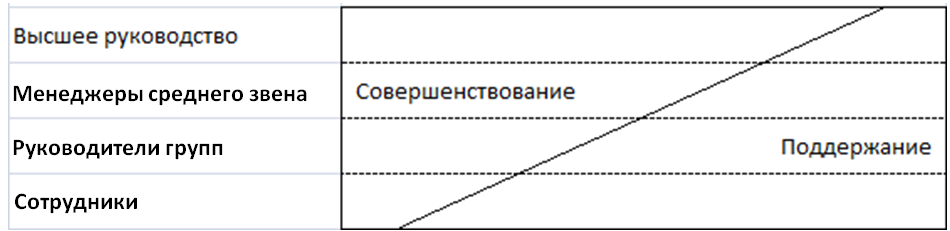 Высшее руководство
Менеджеры среднего звена
Совершенствование
Руководители групп
Поддержание
Сотрудники